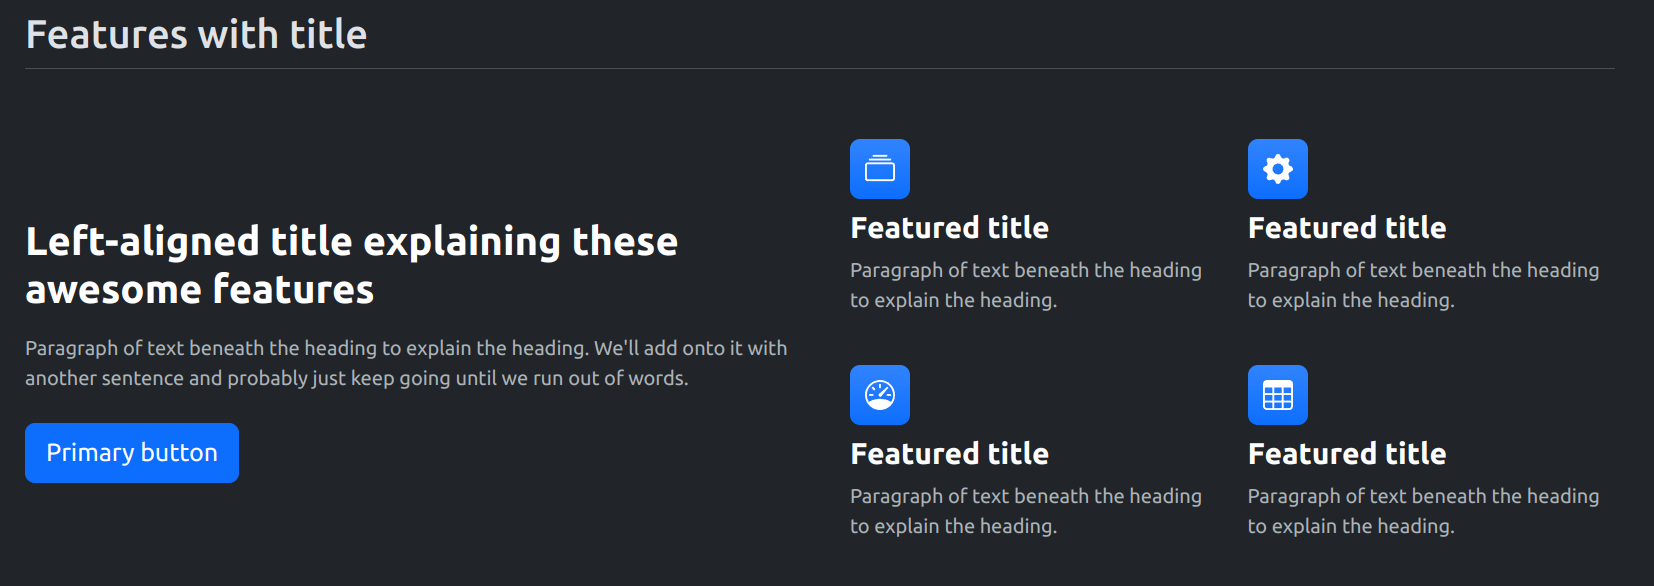 Features with title
Left-aligned title explaining these
awesome features
Paragraph of text beneath the heading to explain the heading. We'll add onto it with
another sentence and probably just keep going until we run out of words.
Primary button
Featured title
Paragraph of text beneath the heading
to explain the heading.
Featured title
Paragraph of text beneath the heading
to explain the heading.
Featured title
Paragraph of text beneath the heading
to explain the heading.
Featured title
Paragraph of text beneath the heading
to explain the heading.